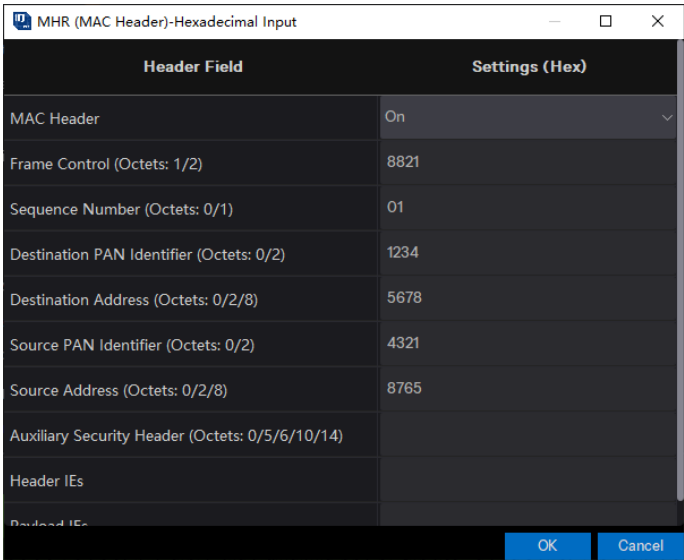 MHR (MAC Header)-Hexadecimal Input
Header Field Settings (Hex)
MAC Header On
Frame Control (Octets: 1/2) 8821
Sequence Number (Octets: 0/1) 01
Destination PAN Identifier (Octets: 0/2) 1234
Destination Address (Octets: 0/2/8) 5678
Source PAN Identifier (Octets: 0/2) 4321
Source Address (Octets: 0/2/8) 8765
Auxiliary Security Header (Octets: 0/5/6/10/14)
Header IEs
Payload IEs
OK Cancel